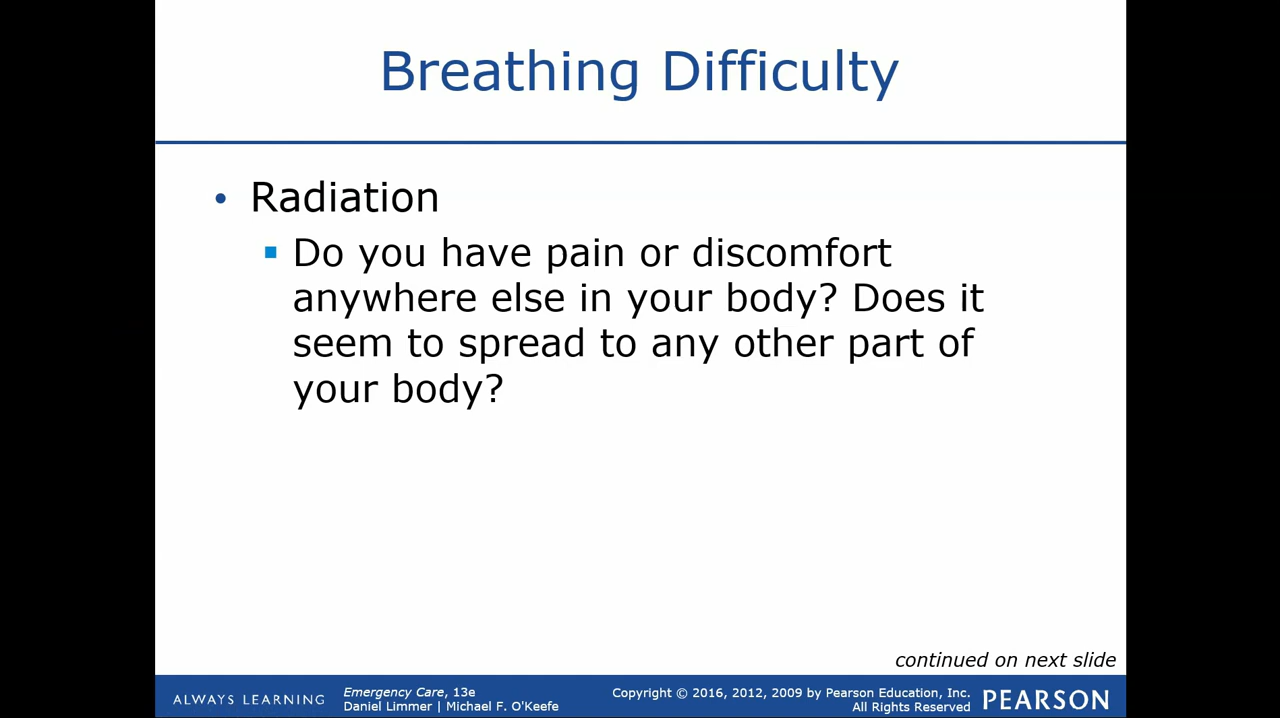 Breathing Difficulty
• Radiation
▪ Do you have pain or discomfort
anywhere else in your body? Does it
seem to spread to any other part of
your body?
continued on next slide
ALWAYS LEARNING
Emergency Care, 13e
Daniel Limmer | Michael F. O'Keefe
Copyright © 2016, 2012, 2009 by Pearson Education, Inc.
All Rights Reserved
PEARSON